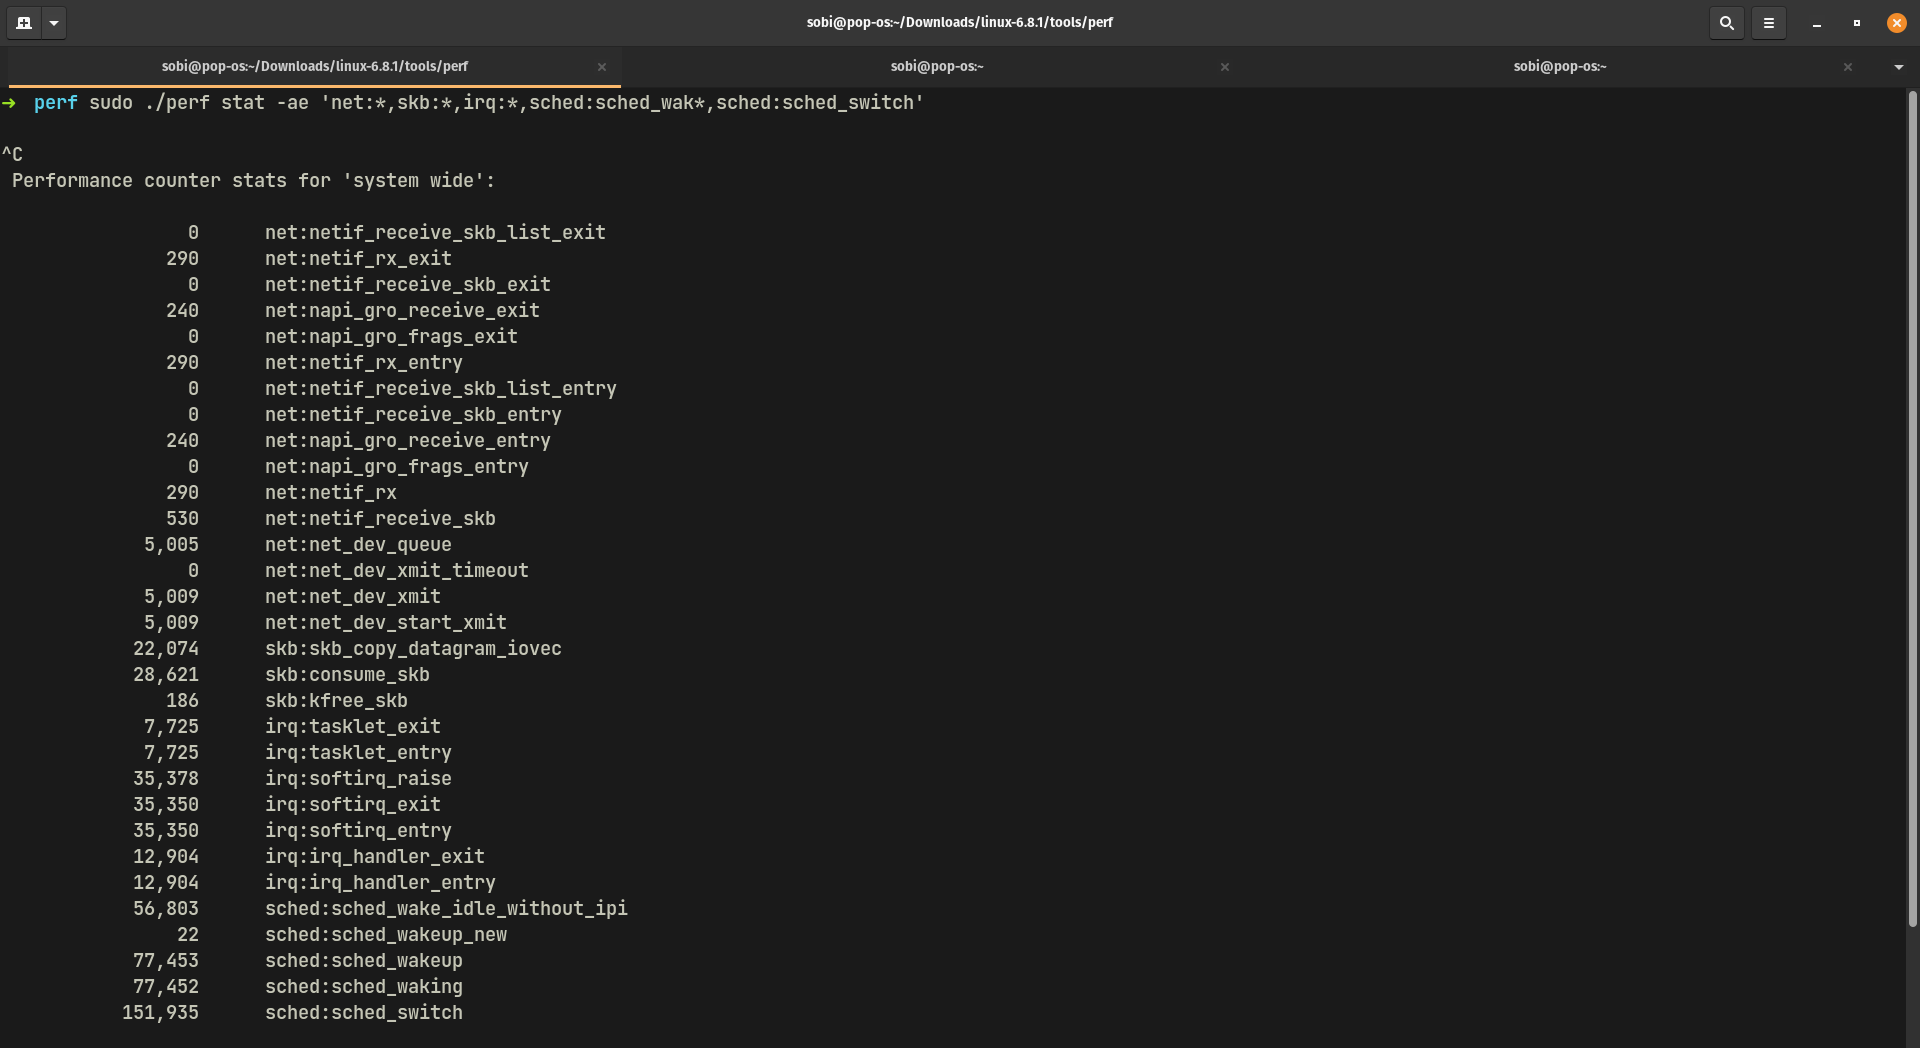 sobi@pop-os:~/Downloads/linux-6.8.1/tools/perf
sobi@pop-os:~/Downloads/linux-6.8.1/tools/perf
sobi@pop-os:~
sobi@pop-os:~
➜  perf sudo ./perf stat -ae 'net:*,skb:*,irq:*,sched:sched_wak*,sched:sched_switch'
^C
Performance counter stats for 'system wide':
0      net:netif_receive_skb_list_exit
290      net:netif_rx_exit
0      net:netif_receive_skb_exit
240      net:napi_gro_receive_exit
0      net:napi_gro_frags_exit
290      net:netif_rx_entry
0      net:netif_receive_skb_list_entry
0      net:netif_receive_skb_entry
240      net:napi_gro_receive_entry
0      net:napi_gro_frags_entry
290      net:netif_rx
530      net:netif_receive_skb
5,005      net:net_dev_queue
0      net:net_dev_xmit_timeout
5,009      net:net_dev_xmit
5,009      net:net_dev_start_xmit
22,074      skb:skb_copy_datagram_iovec
28,621      skb:consume_skb
186      skb:kfree_skb
7,725      irq:tasklet_exit
7,725      irq:tasklet_entry
35,378      irq:softirq_raise
35,350      irq:softirq_exit
35,350      irq:softirq_entry
12,904      irq:irq_handler_exit
12,904      irq:irq_handler_entry
56,803      sched:sched_wake_idle_without_ipi
22      sched:sched_wakeup_new
77,453      sched:sched_wakeup
77,452      sched:sched_waking
151,935      sched:sched_switch